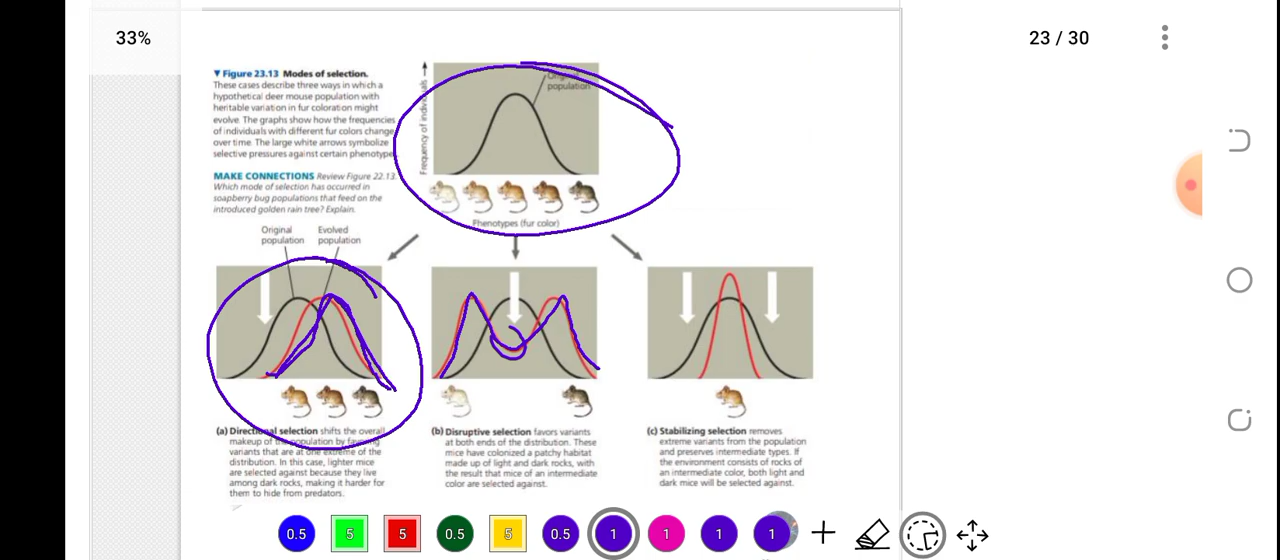 33%
23 / 30
▼ Figure 23.13 Modes of selection.
These cases describe three ways in which a
hypothetical deer mouse population with
heritable variation in fur coloration might
evolve. The graphs show how the frequencies
of individuals with different fur colors change
over time. The large white arrows symbolize
selective pressures against certain phenotype
MAKE CONNECTIONS Review Figure 22.13.
Which mode of selection has occurred in
soapberry bug populations that feed on the
introduced golden rain tree? Explain.
Frequency of individuals
Original
population
Phenotypes (fur color)
Original
population
Evolved
population
(a) Directional selection shifts the overall
makeup of the population by favoring
variants that are at one extreme of the
distribution. In this case, lighter mice
are selected against because they live
among dark rocks, making it harder for
them to hide from predators.
(b) Disruptive selection favors variants
at both ends of the distribution. These
mice have colonized a patchy habitat
made up of light and dark rocks, with
the result that mice of an intermediate
color are selected against.
(c) Stabilizing selection removes
extreme variants from the population
and preserves intermediate types. If
the environment consists of rocks of
an intermediate color, both light and
dark mice will be selected against.
0.5 5 5 0.5 5 0.5 1 1 1 1